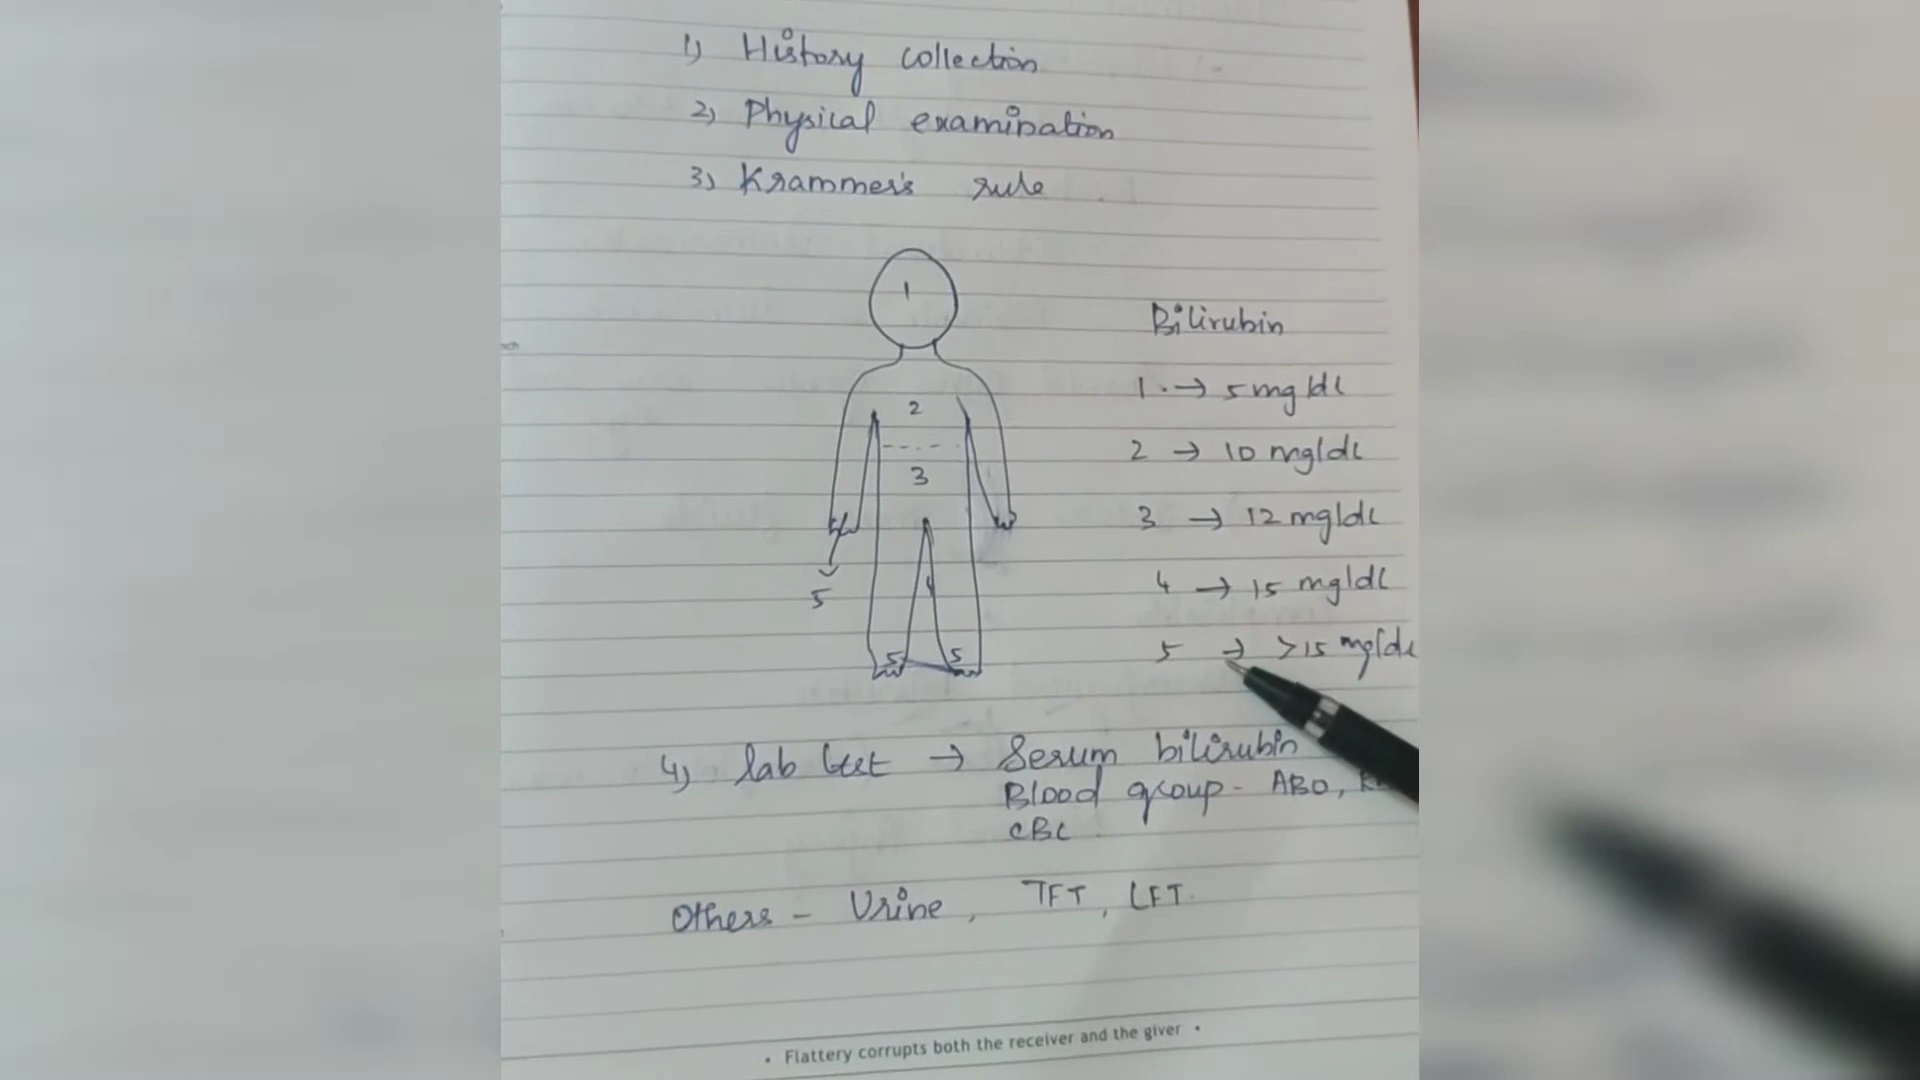 1) History collection
2) Physical examination
3) Krammer's rule
1
Bilirubin
1. → 5 mg/dl
2
2 → 10 mg/dl
3
3 → 12 mg/dl
4 → 15 mg/dl
5
5 → >15 mg/dl
5 5
4) lab test → Serum bilirubin
Blood group - ABO,
CBC
Others - Urine, TFT, LFT.
• Flattery corrupts both the receiver and the giver •